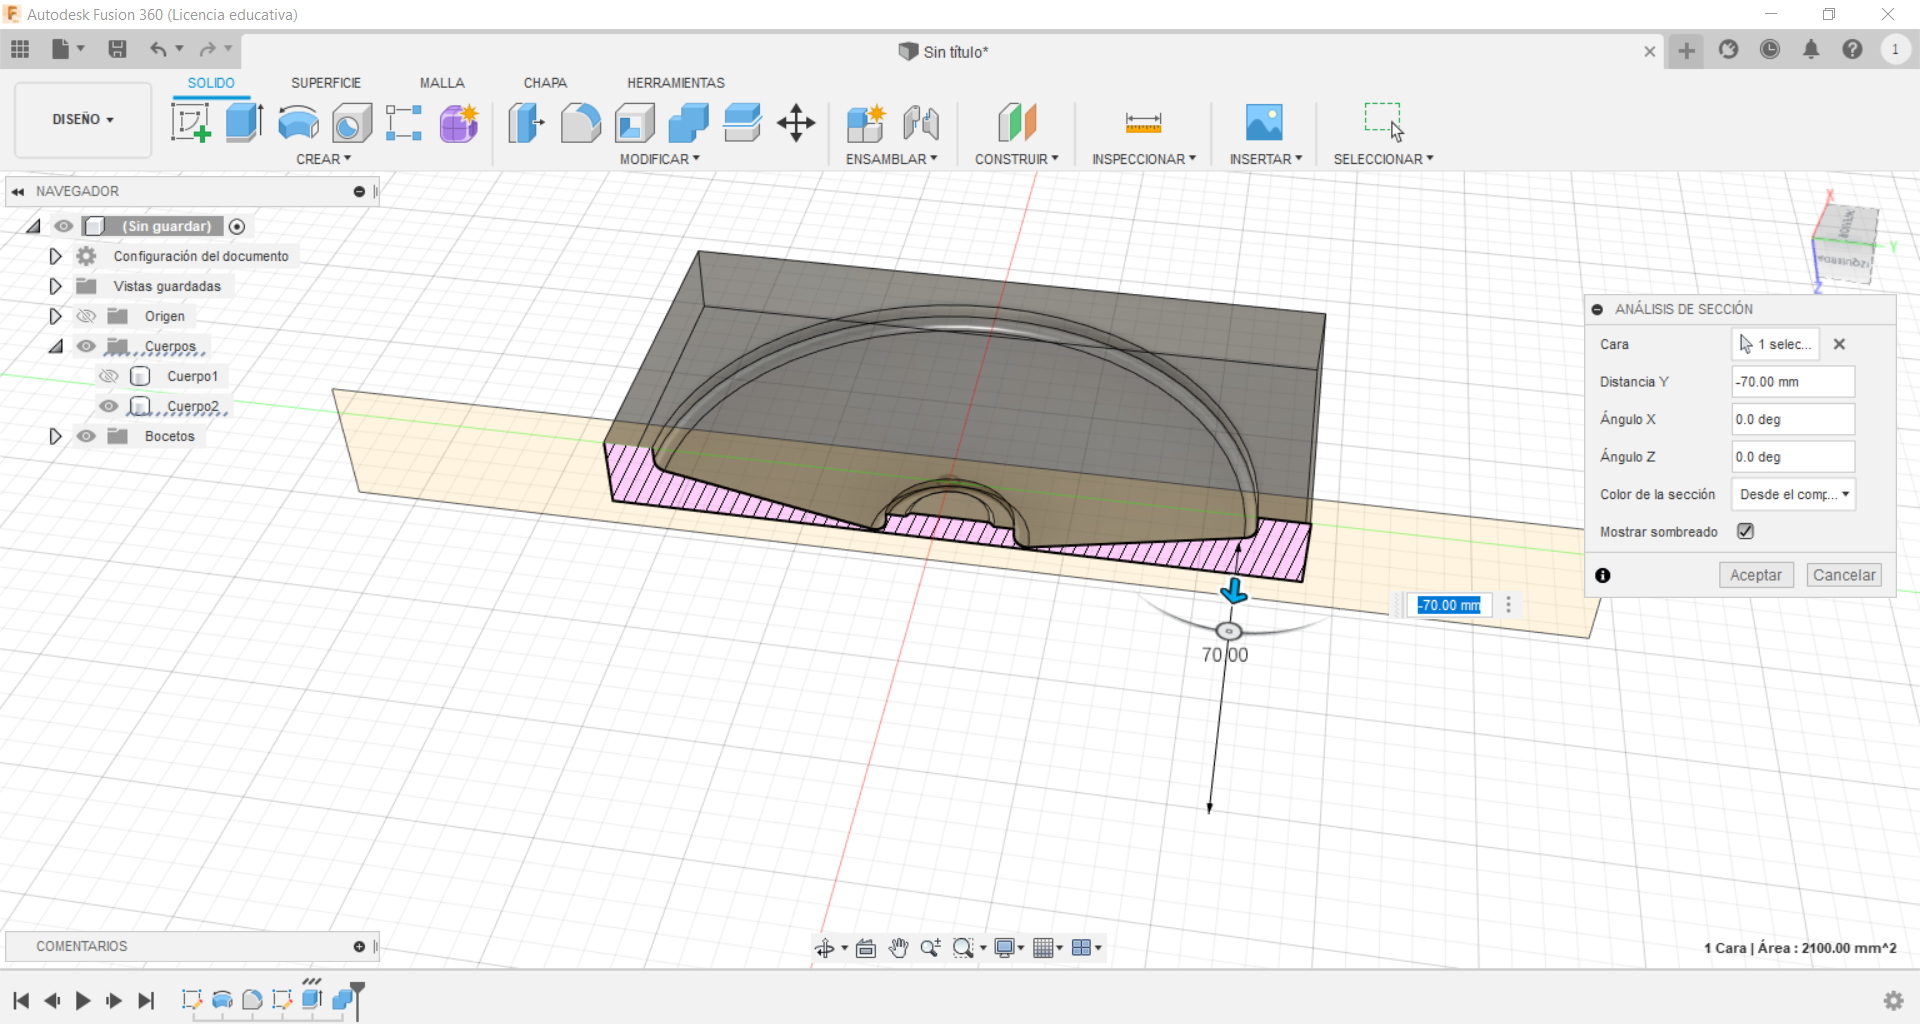 Autodesk Fusion 360 (Licencia educativa)
Sin título*
1
DISEÑO
SOLIDO
SUPERFICIE
MALLA
CHAPA
HERRAMIENTAS
CREAR
MODIFICAR
ENSAMBLAR
CONSTRUIR
INSPECCIONAR
INSERTAR
SELECCIONAR
NAVEGADOR
(Sin guardar)
Configuración del documento
Vistas guardadas
Origen
Cuerpos
Cuerpo1
Cuerpo2
Bocetos
X
Y
Z
IZQUIERDA
ANÁLISIS DE SECCIÓN
Cara
1 selec...
Distancia Y
-70.00 mm
Ángulo X
0.0 deg
Ángulo Z
0.0 deg
Color de la sección
Desde el comp...
Mostrar sombreado
Aceptar
Cancelar
-70.00 mm
70.00
COMENTARIOS
1 Cara | Área : 2100.00 mm^2